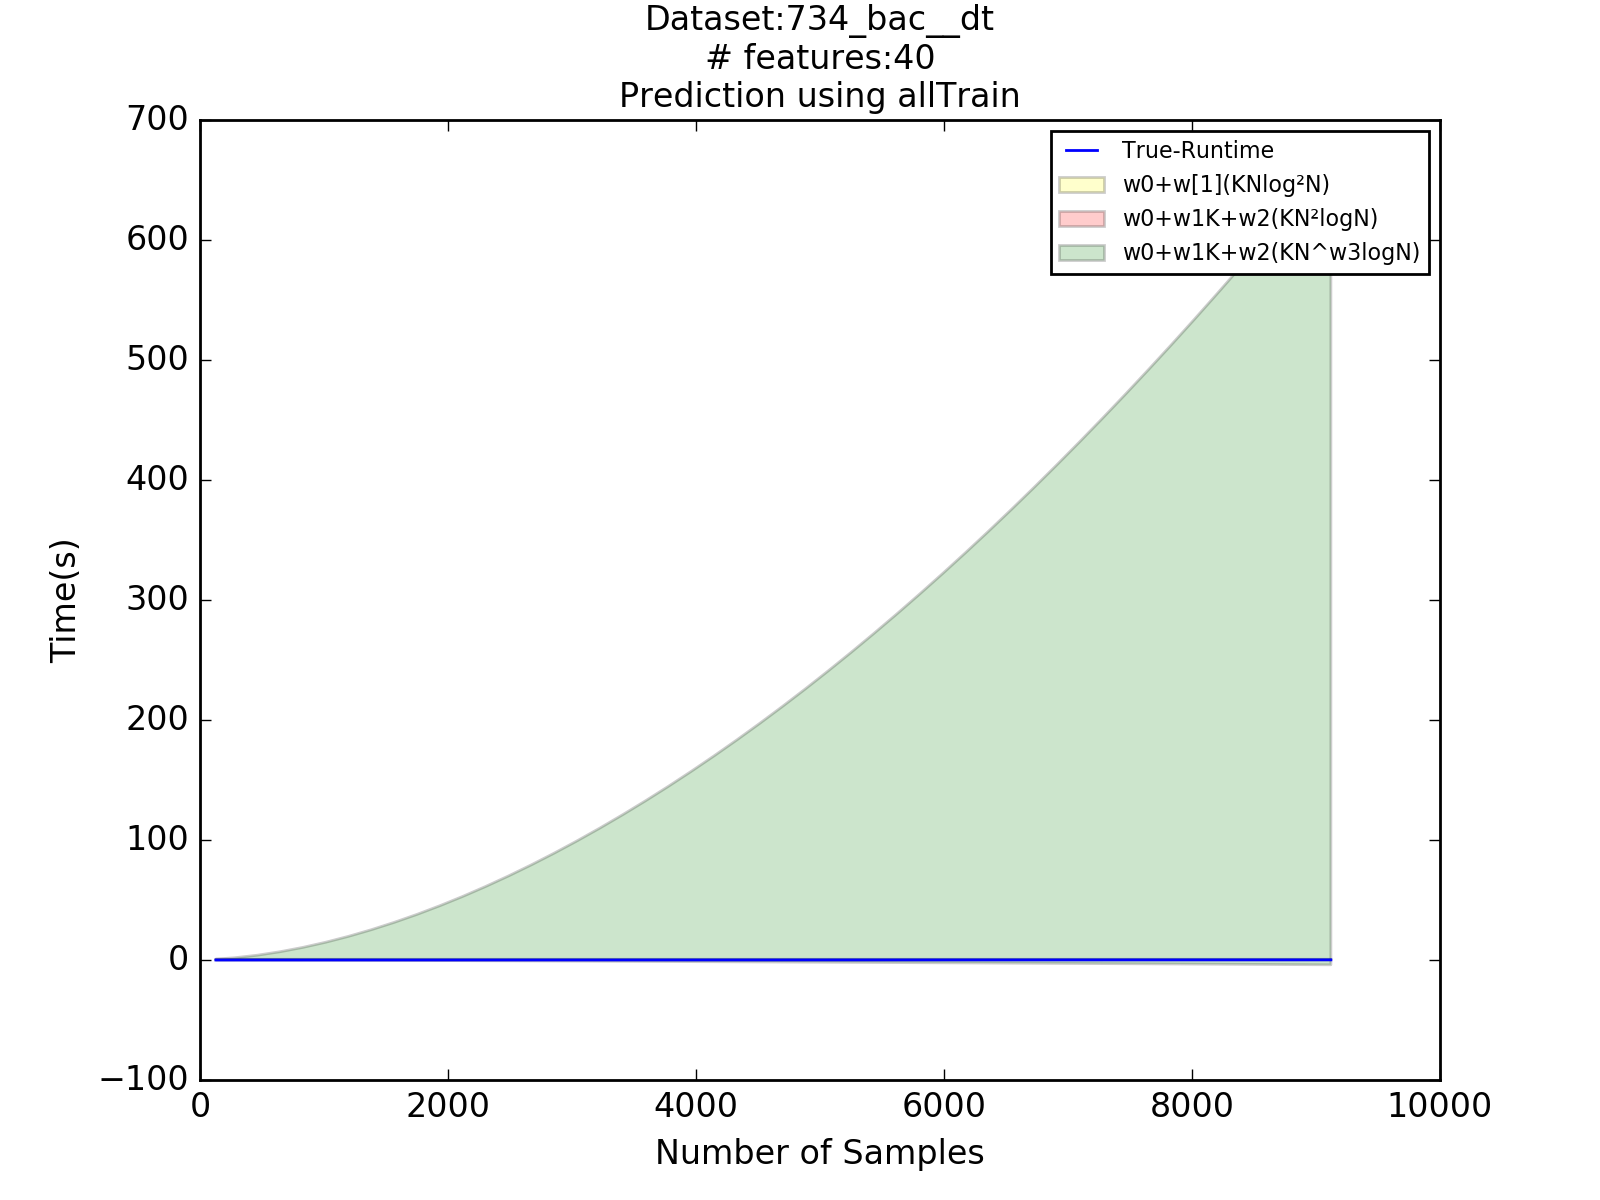 Dataset:734_bac__dt
# features:40
Prediction using allTrain
700
600
500
400
300
200
100
0
−100
Time(s)
True-Runtime
w0+w[1](KNlog²N)
w0+w1K+w2(KN²logN)
w0+w1K+w2(KN^w3logN)
0 2000 4000 6000 8000 10000
Number of Samples